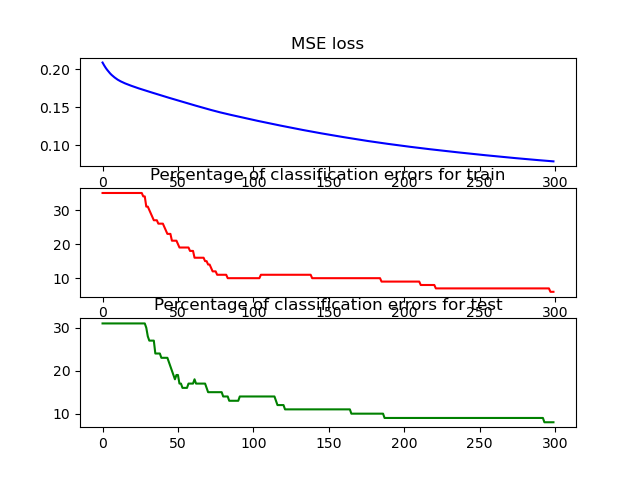 MSE loss
0.20
0.15
0.10
0 50 100 150 200 250 300
Percentage of classification errors for train
30
20
10
0 50 100 150 200 250 300
Percentage of classification errors for test
30
20
10
0 50 100 150 200 250 300